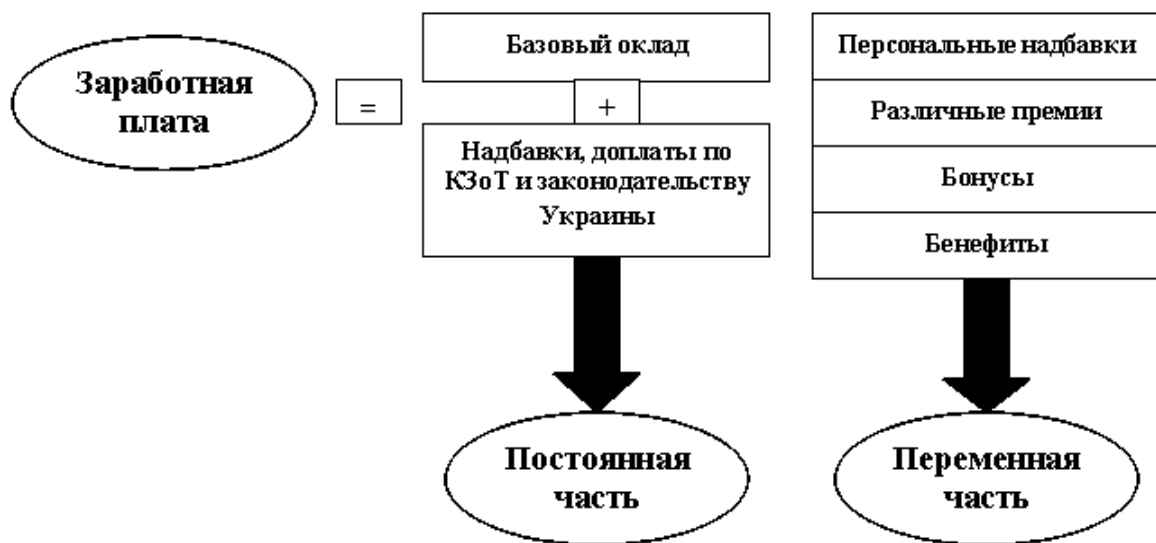 Заработная
плата
=
Базовый оклад
+
Надбавки, доплаты по
КЗоТ и законодательству
Украины
Персональные надбавки
Различные премии
Бонусы
Бенефиты
Постоянная
часть
Переменная
часть